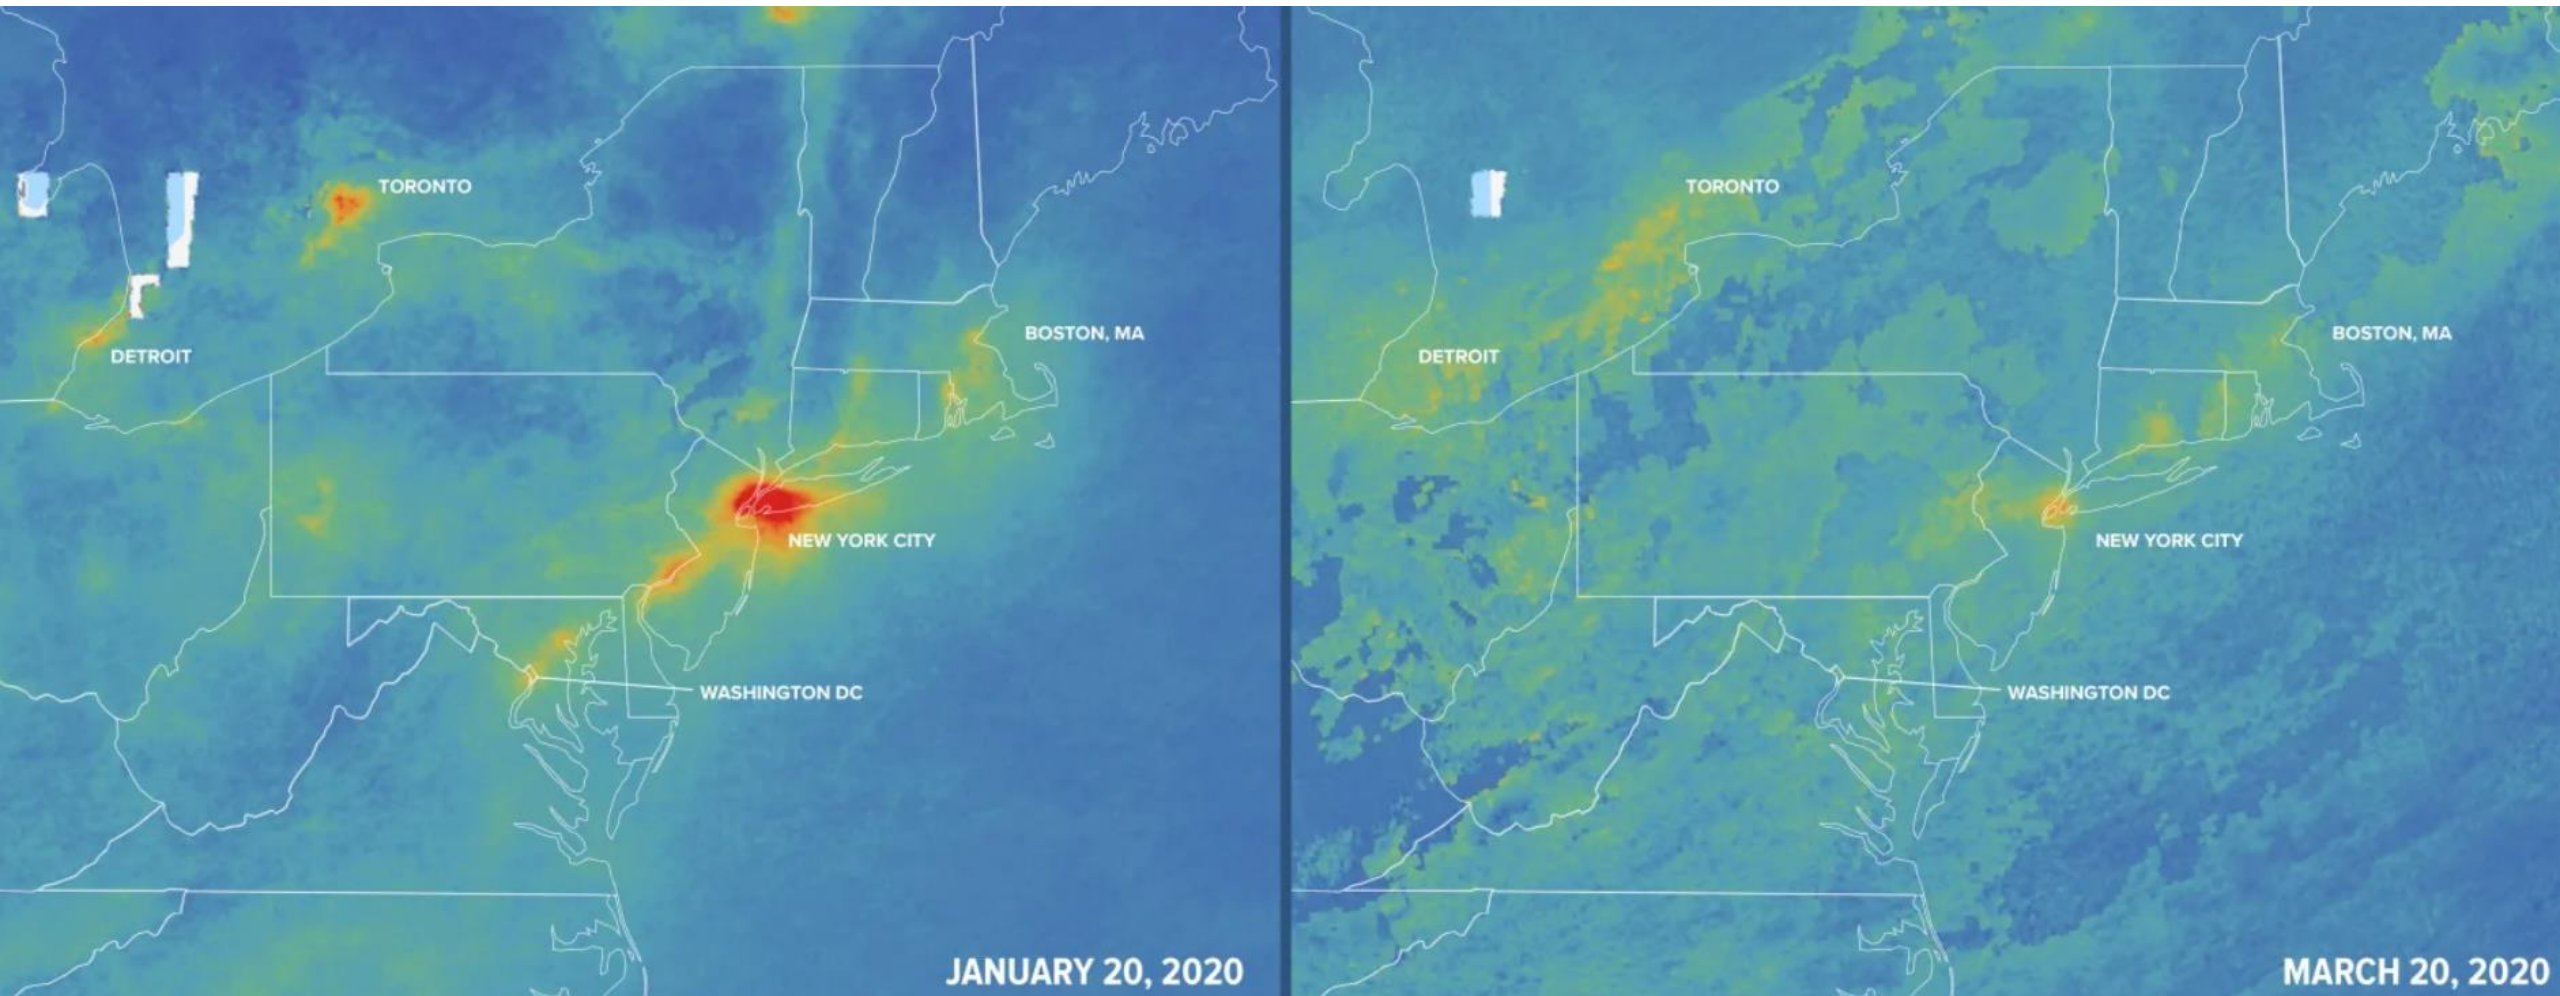 TORONTO
DETROIT
BOSTON, MA
NEW YORK CITY
WASHINGTON DC
JANUARY 20, 2020
TORONTO
DETROIT
BOSTON, MA
NEW YORK CITY
WASHINGTON DC
MARCH 20, 2020